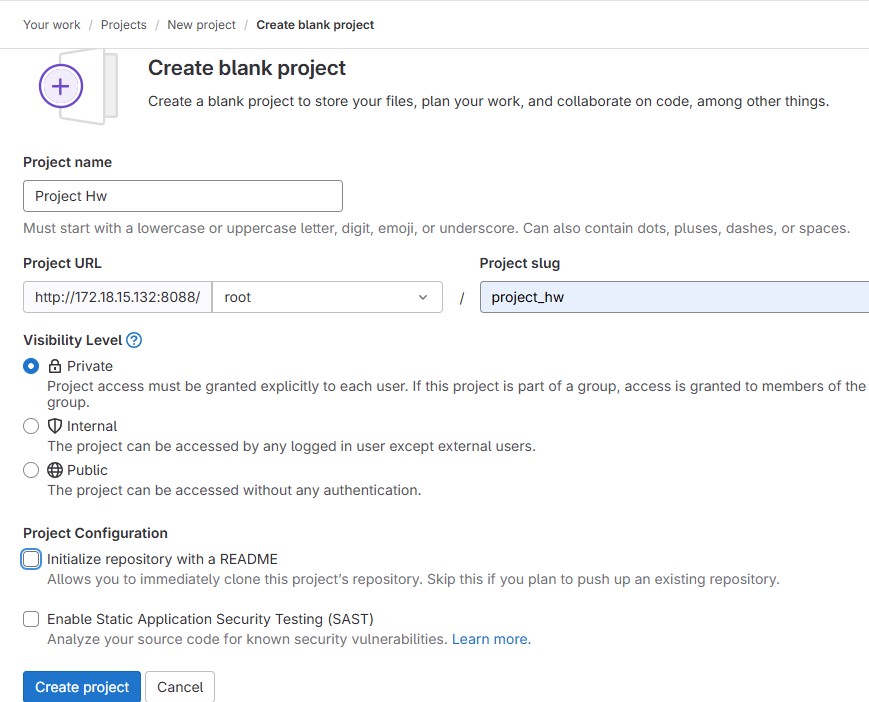 Your work / Projects / New project / Create blank project
Create blank project
Create a blank project to store your files, plan your work, and collaborate on code, among other things.
Project name
Project Hw
Must start with a lowercase or uppercase letter, digit, emoji, or underscore. Can also contain dots, pluses, dashes, or spaces.
Project URL
Project slug
http://172.18.15.132:8088/ root / project_hw
Visibility Level
Private
Project access must be granted explicitly to each user. If this project is part of a group, access is granted to members of the
group.
Internal
The project can be accessed by any logged in user except external users.
Public
The project can be accessed without any authentication.
Project Configuration
Initialize repository with a README
Allows you to immediately clone this project’s repository. Skip this if you plan to push up an existing repository.
Enable Static Application Security Testing (SAST)
Analyze your source code for known security vulnerabilities. Learn more.
Create project
Cancel